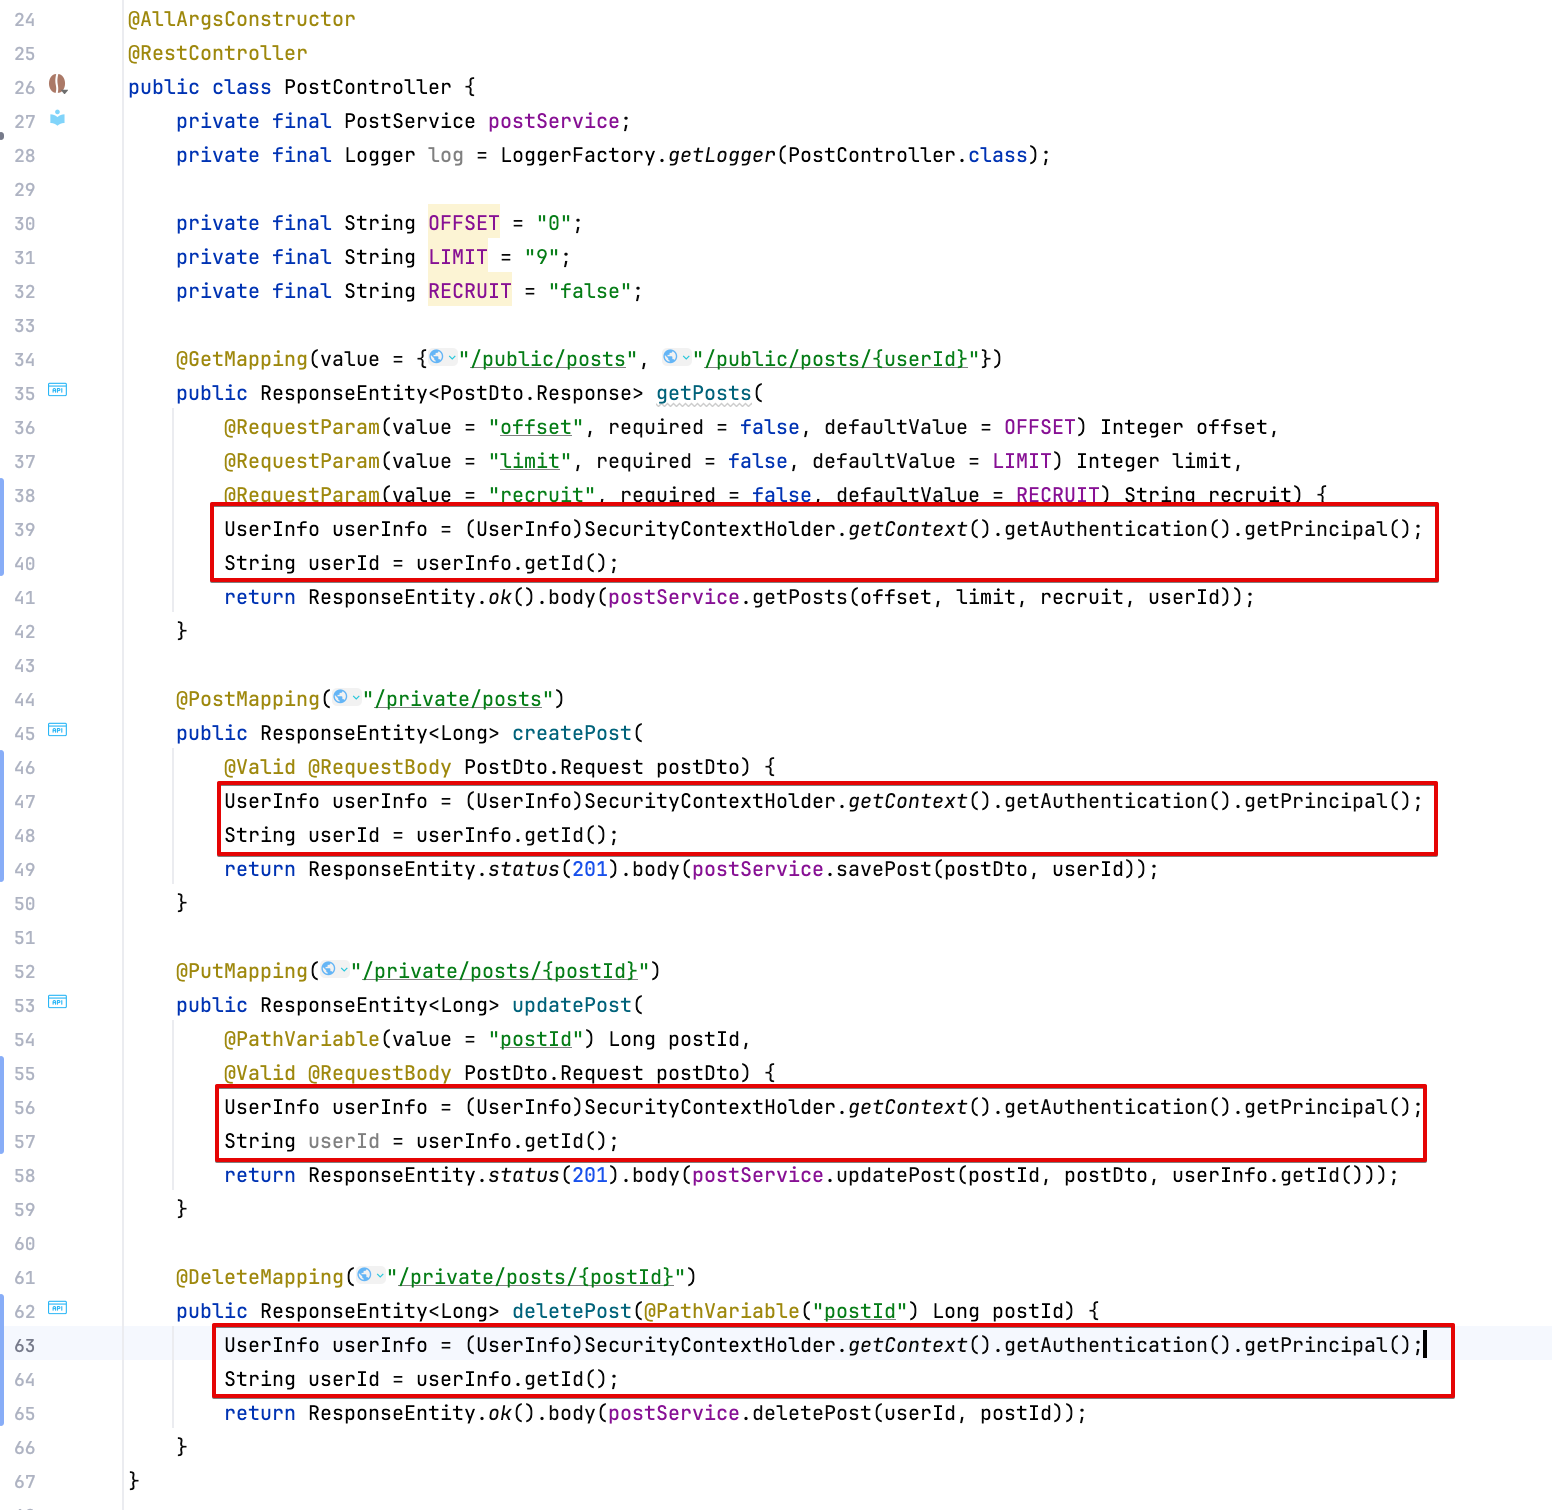 24 @AllArgsConstructor
25 @RestController
26 public class PostController {
27 private final PostService postService;
28 private final Logger log = LoggerFactory.getLogger(PostController.class);
29
30 private final String OFFSET = "0";
31 private final String LIMIT = "9";
32 private final String RECRUIT = "false";
33
34 @GetMapping(value = {"/public/posts", "/public/posts/{userId}"})
35 public ResponseEntity<PostDto.Response> getPosts(
36 @RequestParam(value = "offset", required = false, defaultValue = OFFSET) Integer offset,
37 @RequestParam(value = "limit", required = false, defaultValue = LIMIT) Integer limit,
38 @RequestParam(value = "recruit", required = false, defaultValue = RECRUIT) String recruit) {
39 UserInfo userInfo = (UserInfo)SecurityContextHolder.getContext().getAuthentication().getPrincipal();
40 String userId = userInfo.getId();
41 return ResponseEntity.ok().body(postService.getPosts(offset, limit, recruit, userId));
42 }
43
44 @PostMapping("/private/posts")
45 public ResponseEntity<Long> createPost(
46 @Valid @RequestBody PostDto.Request postDto) {
47 UserInfo userInfo = (UserInfo)SecurityContextHolder.getContext().getAuthentication().getPrincipal();
48 String userId = userInfo.getId();
49 return ResponseEntity.status(201).body(postService.savePost(postDto, userId));
50 }
51
52 @PutMapping("/private/posts/{postId}")
53 public ResponseEntity<Long> updatePost(
54 @PathVariable(value = "postId") Long postId,
55 @Valid @RequestBody PostDto.Request postDto) {
56 UserInfo userInfo = (UserInfo)SecurityContextHolder.getContext().getAuthentication().getPrincipal();
57 String userId = userInfo.getId();
58 return ResponseEntity.status(201).body(postService.updatePost(postId, postDto, userInfo.getId()));
59 }
60
61 @DeleteMapping("/private/posts/{postId}")
62 public ResponseEntity<Long> deletePost(@PathVariable("postId") Long postId) {
63 UserInfo userInfo = (UserInfo)SecurityContextHolder.getContext().getAuthentication().getPrincipal();
64 String userId = userInfo.getId();
65 return ResponseEntity.ok().body(postService.deletePost(userId, postId));
66 }
67 }